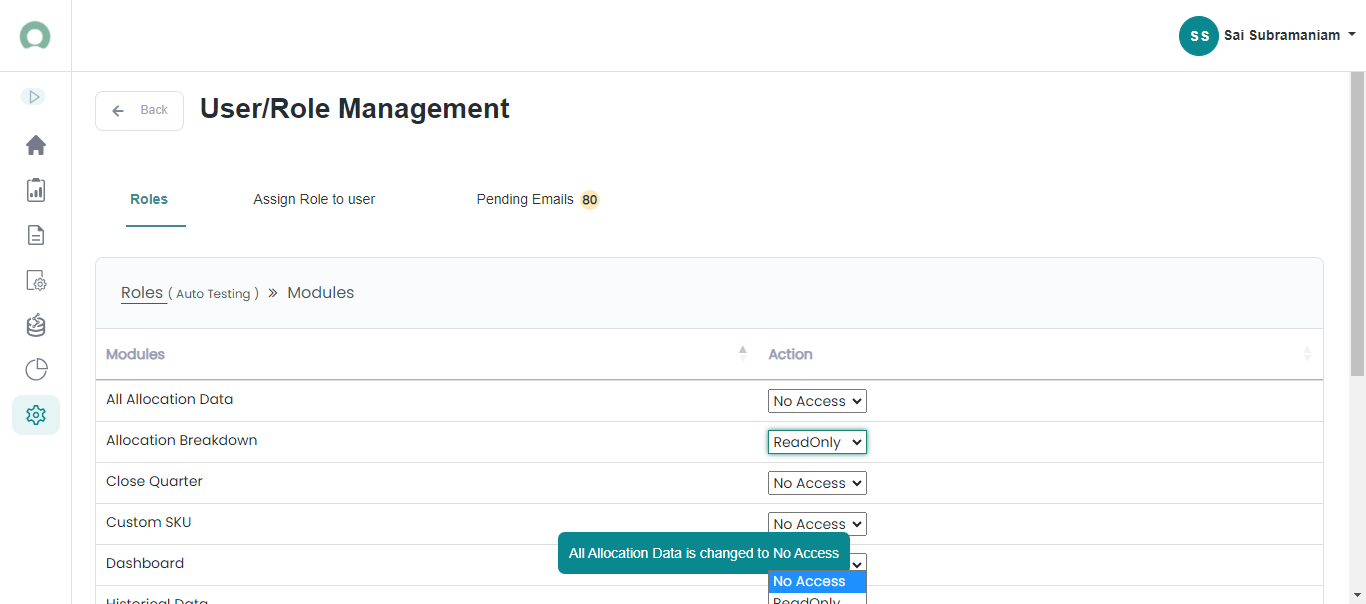 SS Sai Subramaniam
Back
User/Role Management
Roles Assign Role to user Pending Emails 80
Roles ( Auto Testing ) » Modules
Modules Action
All Allocation Data No Access
Allocation Breakdown ReadOnly
Close Quarter No Access
Custom SKU No Access
All Allocation Data is changed to No Access
Dashboard
No Access
Historical Data ReadOnly